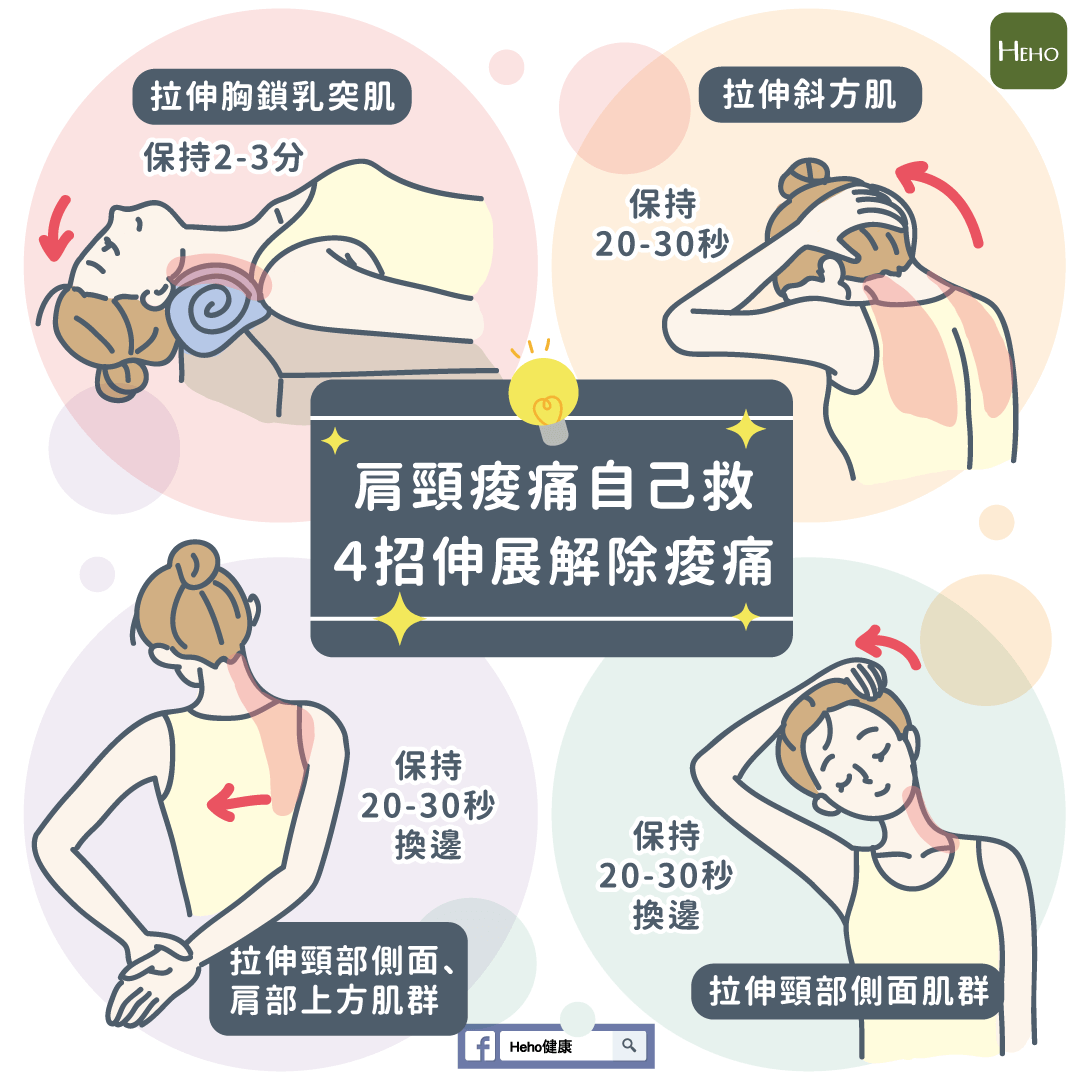 HEHO
拉伸胸鎖乳突肌
保持2-3分
拉伸斜方肌
保持
20-30秒
肩頸痠痛自己救
4招伸展解除痠痛
保持
20-30秒
換邊
拉伸頸部側面、
肩部上方肌群
保持
20-30秒
換邊
拉伸頸部側面肌群
f
Heho健康